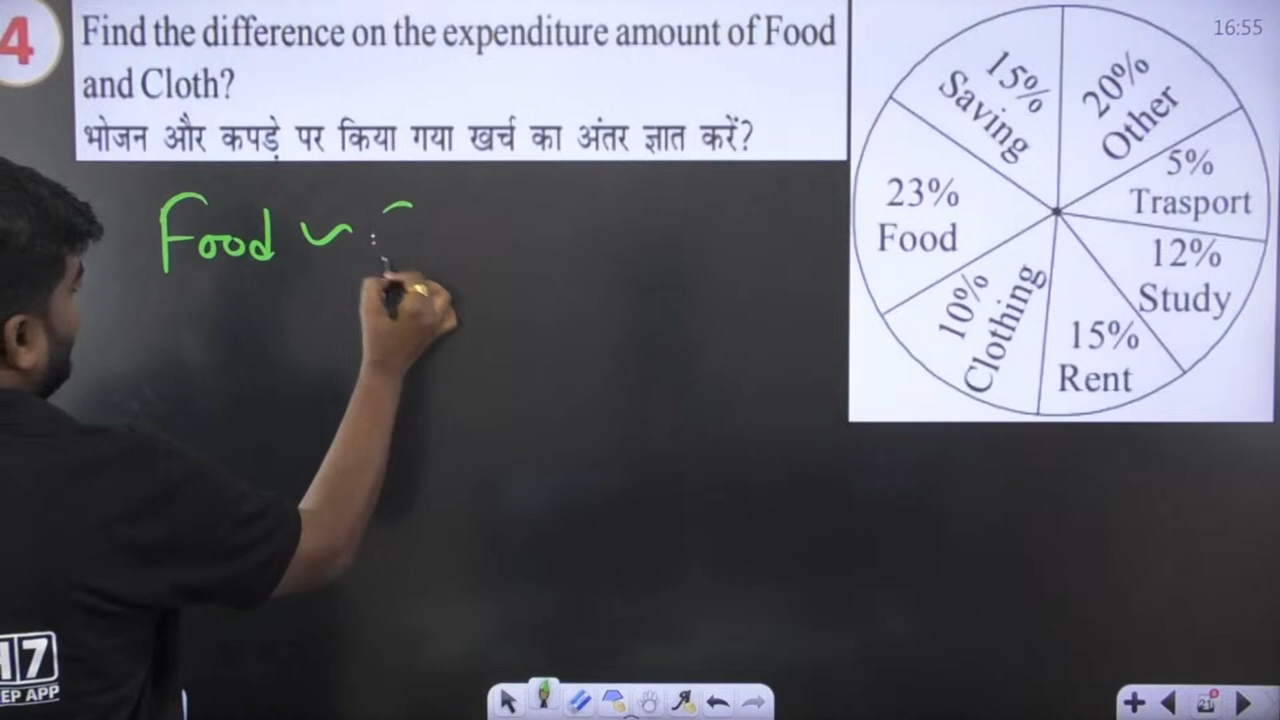 4
Find the difference on the expenditure amount of Food
and Cloth?
भोजन और कपड़े पर किया गया खर्च का अंतर ज्ञात करें?
16:55
15%
Saving
20%
Other
5%
Trasport
23%
Food
12%
Study
10%
Clothing
15%
Rent
Food ~
7
EP APP
21